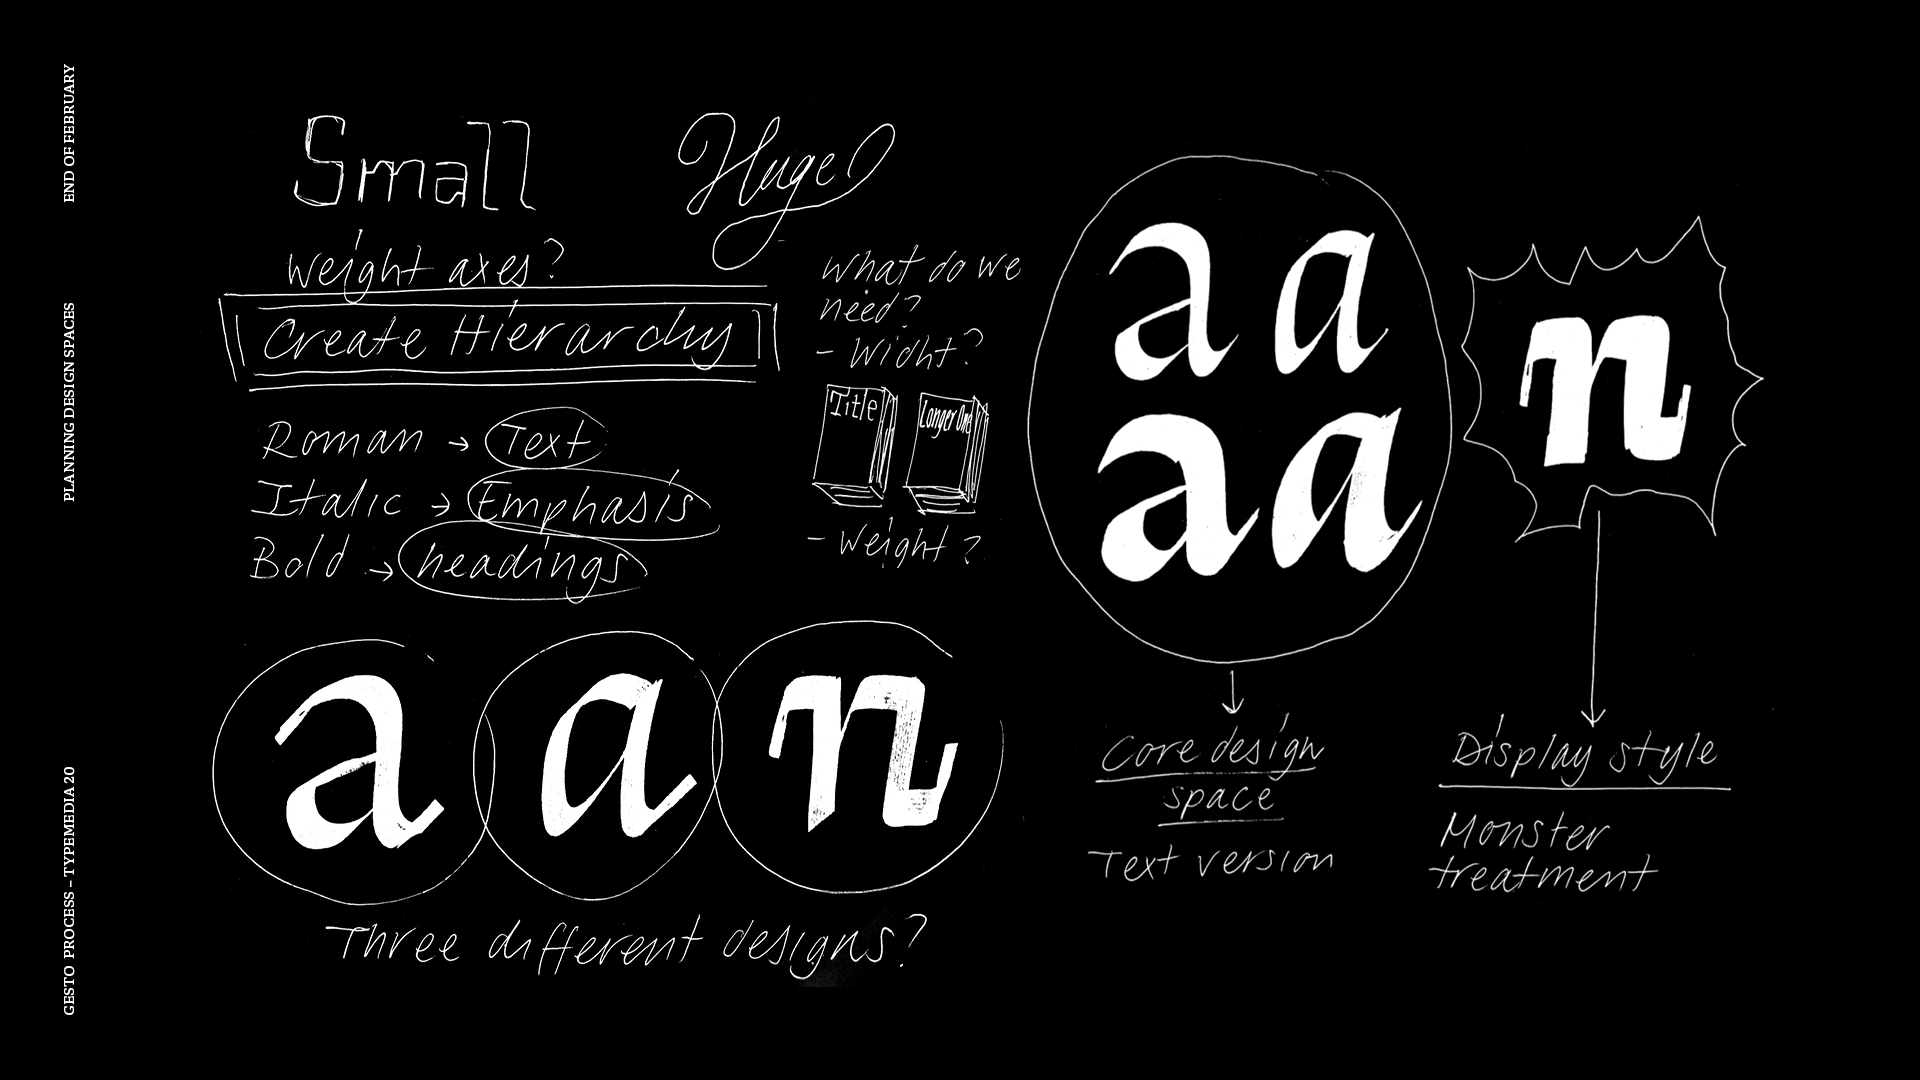 END OF FEBRUARY
PLANNING DESIGN SPACES
GESTO PROCESS – TYPEMEDIA 20
Small
Huge
Weight axes?
Create Hierarchy
Roman → Text
Italic → Emphasis
Bold → headings
What do we
need?
- Widht?
Title
Longer One
- Weight?
a a n
Three different designs?
a a
a a
Core design
space
Text version
n
Display style
Monster
treatment